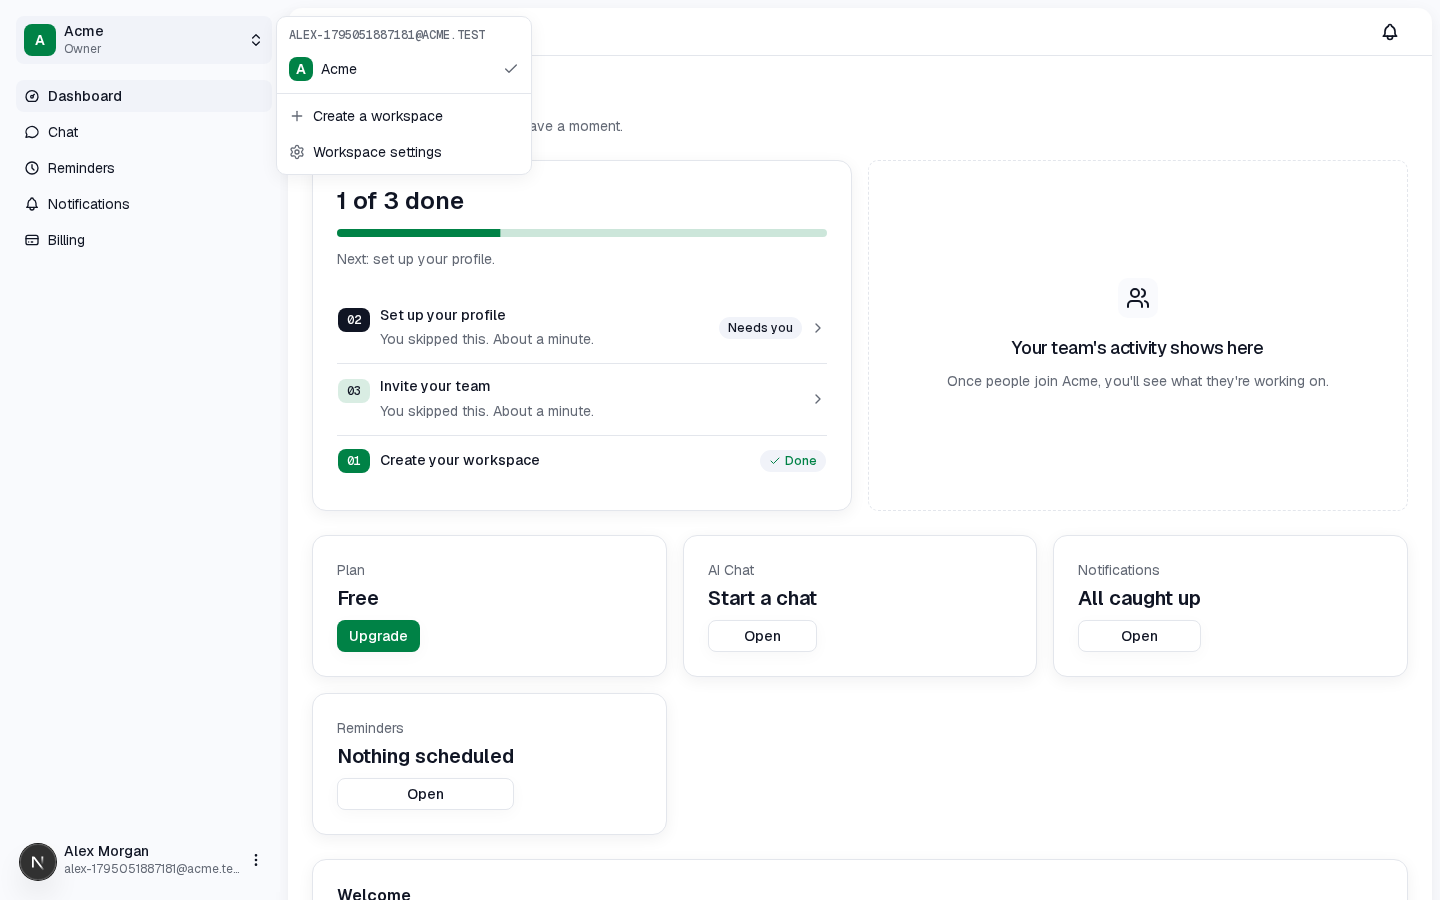 A
Acme
Owner
Dashboard
Chat
Reminders
Notifications
Billing
ALEX-1795051887181@ACME.TEST
A
Acme
Create a workspace
Workspace settings
ave a moment.
1 of 3 done
Next: set up your profile.
02
Set up your profile
You skipped this. About a minute.
Needs you
03
Invite your team
You skipped this. About a minute.
01
Create your workspace
Done
Your team's activity shows here
Once people join Acme, you'll see what they're working on.
Plan
Free
Upgrade
AI Chat
Start a chat
Open
Notifications
All caught up
Open
Reminders
Nothing scheduled
Open
Welcome
N
Alex Morgan
alex-1795051887181@acme.te...